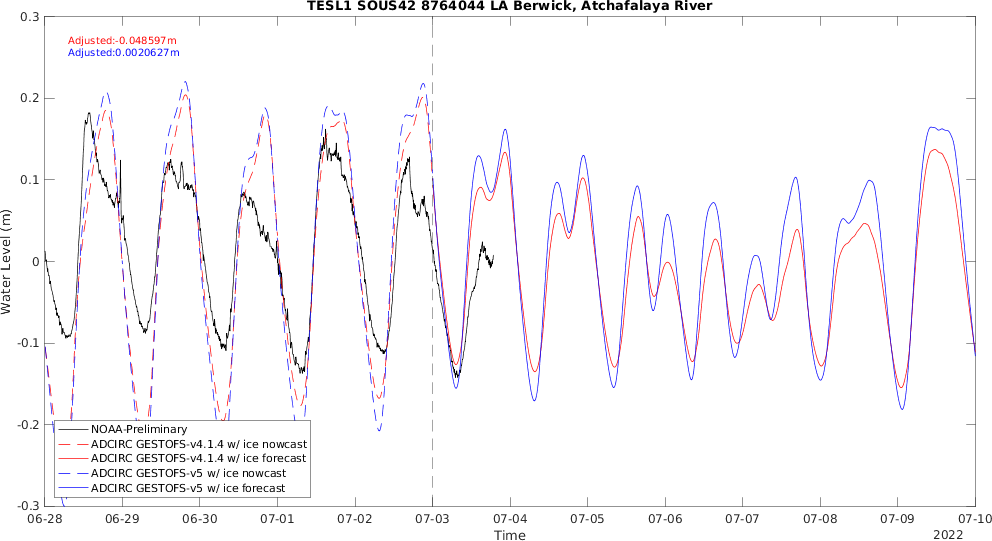 TESL1 SOUS42 8764044 LA Berwick, Atchafalaya River
Adjusted:-0.048597m
Adjusted:0.0020627m
0.3
0.2
0.1
0
-0.1
-0.2
-0.3
Water Level (m)
NOAA-Preliminary
ADCIRC GESTOFS-v4.1.4 w/ ice nowcast
ADCIRC GESTOFS-v4.1.4 w/ ice forecast
ADCIRC GESTOFS-v5 w/ ice nowcast
ADCIRC GESTOFS-v5 w/ ice forecast
06-28 06-29 06-30 07-01 07-02 07-03 07-04 07-05 07-06 07-07 07-08 07-09 07-10
Time
2022